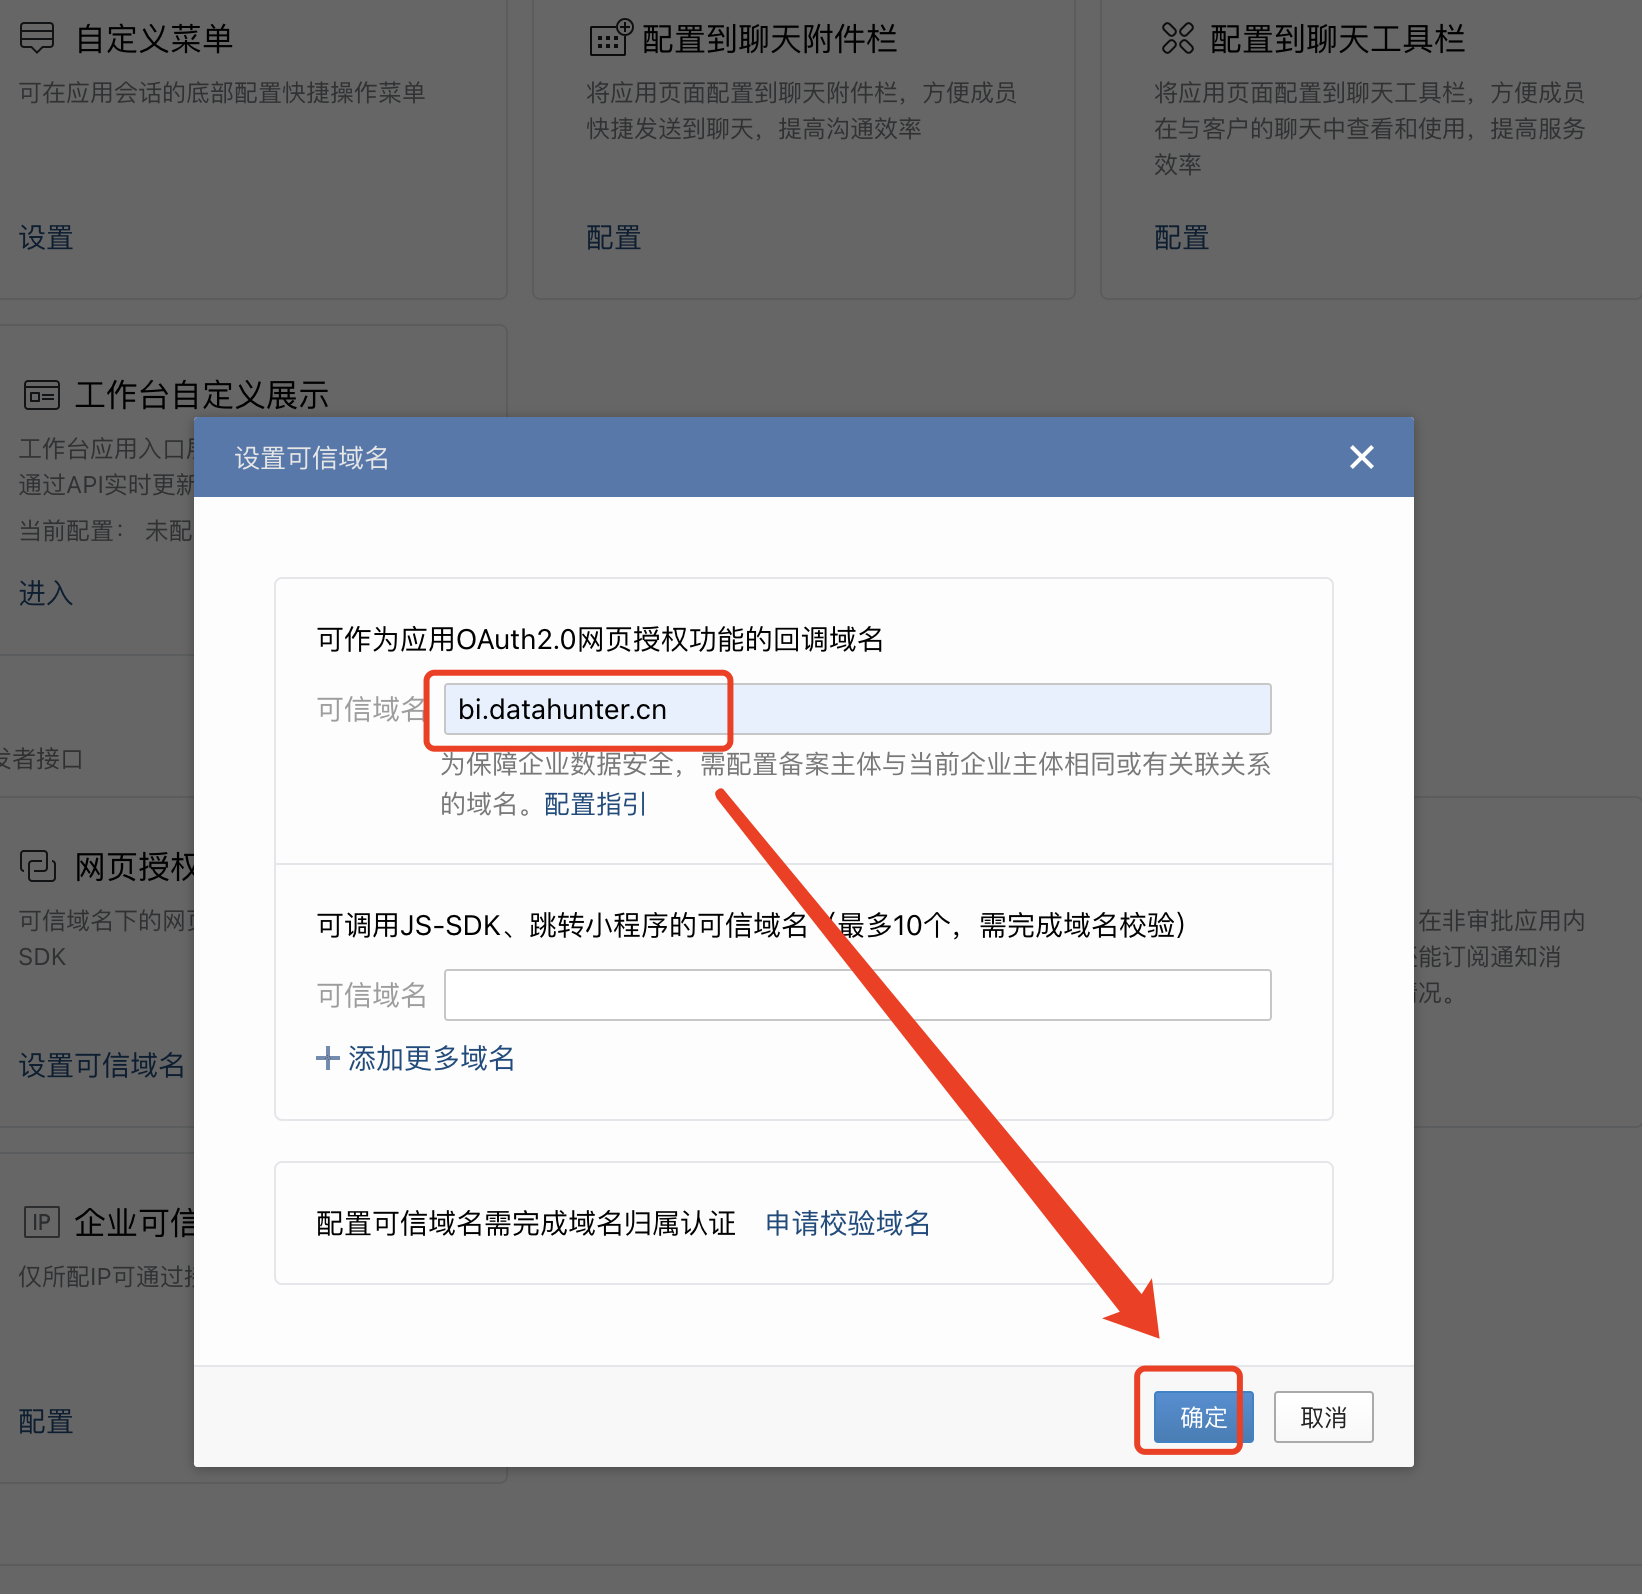 自定义菜单
可在应用会话的底部配置快捷操作菜单
设置
配置到聊天附件栏
将应用页面配置到聊天附件栏，方便成员
快捷发送到聊天，提高沟通效率
配置
配置到聊天工具栏
将应用页面配置到聊天工具栏，方便成员
在与客户的聊天中查看和使用，提高服务
效率
配置
工作台自定义展示
工作台应用入口
通过API实时更新
当前配置： 未配
进入
设置可信域名
可作为应用OAuth2.0网页授权功能的回调域名
可信域名 bi.datahunter.cn
为保障企业数据安全，需配置备案主体与当前企业主体相同或有关联关系
的域名。配置指引
可调用JS-SDK、跳转小程序的可信域名（最多10个，需完成域名校验）
可信域名
添加更多域名
配置可信域名需完成域名归属认证 申请校验域名
确定 取消
发者接口
网页授权
可信域名下的网页
SDK
设置可信域名
在非审批应用内
能订阅通知消
情况。
IP 企业可信
仅所配IP可通过接
配置